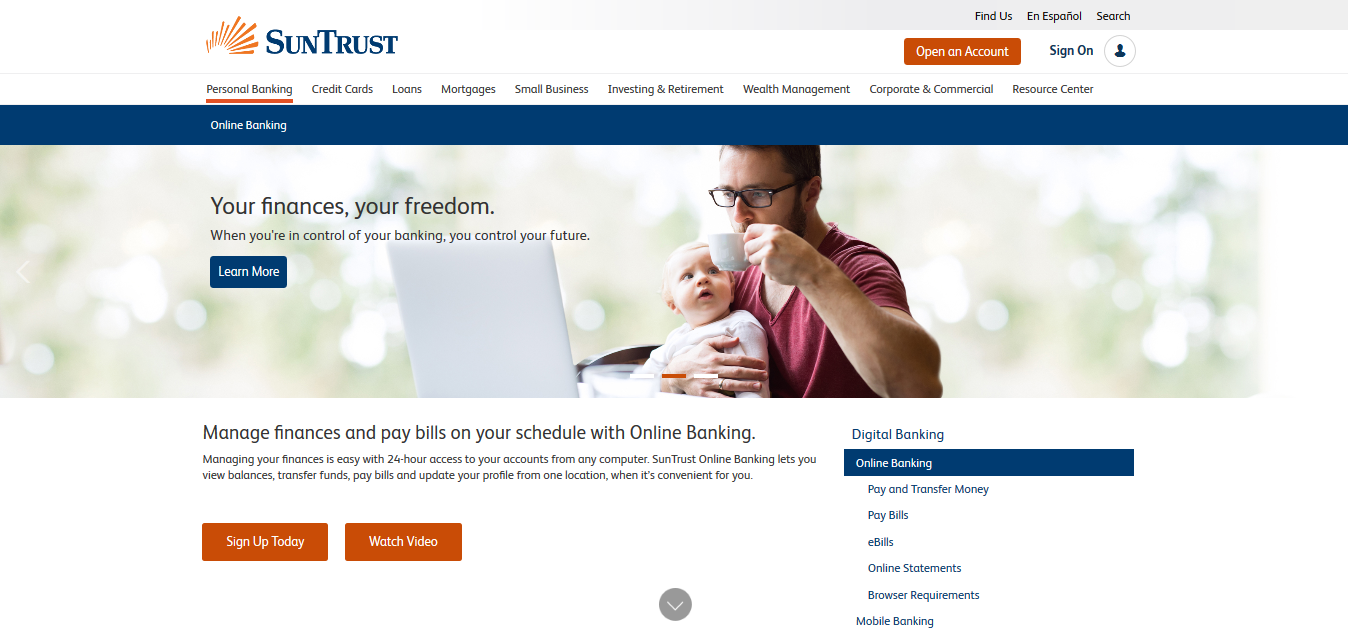 Find Us En Español Search
SunTrust
Open an Account Sign On
Personal Banking Credit Cards Loans Mortgages Small Business Investing & Retirement Wealth Management Corporate & Commercial Resource Center
Online Banking
Your finances, your freedom.
When you're in control of your banking, you control your future.
Learn More
Manage finances and pay bills on your schedule with Online Banking.
Managing your finances is easy with 24-hour access to your accounts from any computer. SunTrust Online Banking lets you
view balances, transfer funds, pay bills and update your profile from one location, when it's convenient for you.
Sign Up Today Watch Video
Digital Banking
Online Banking
Pay and Transfer Money
Pay Bills
eBills
Online Statements
Browser Requirements
Mobile Banking